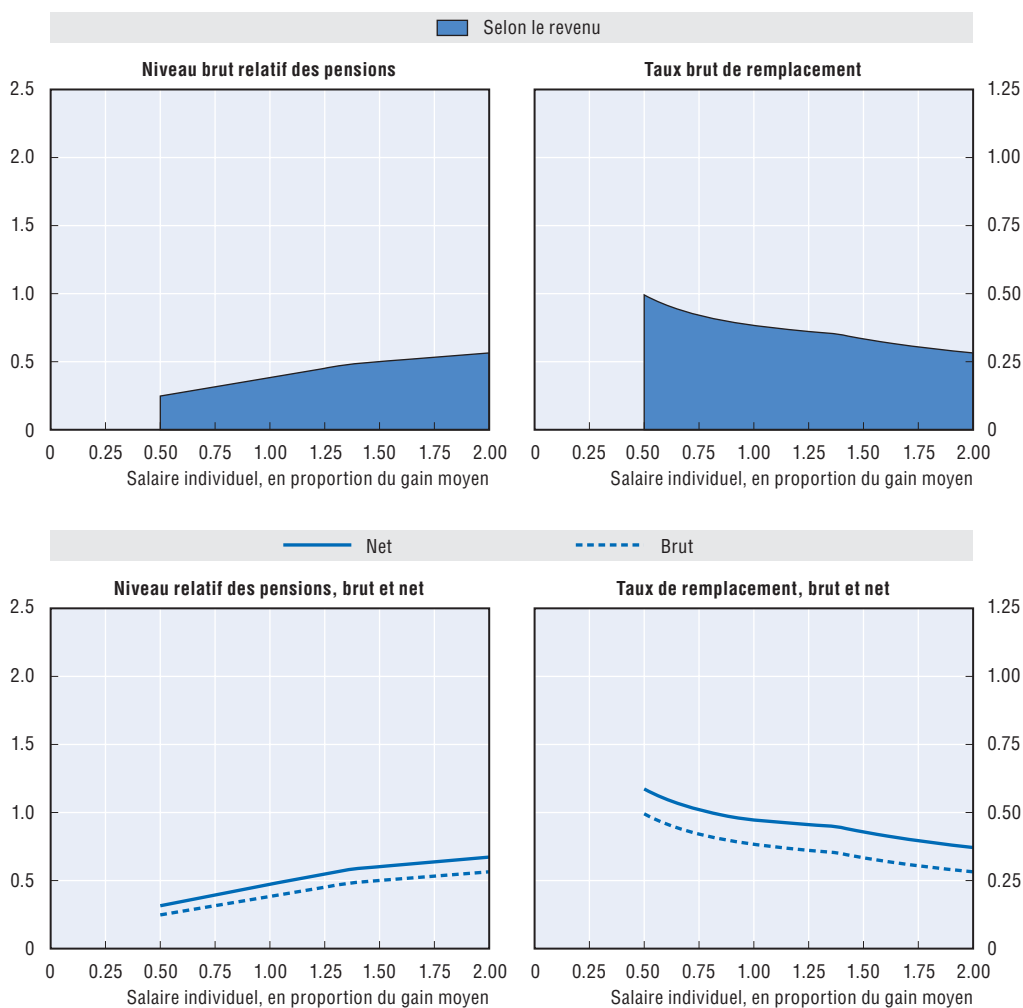 Selon le revenu
Niveau brut relatif des pensions
Taux brut de remplacement
2.5
2.0
1.5
1.0
0.5
0
0 0.25 0.50 0.75 1.00 1.25 1.50 1.75 2.00
Salaire individuel, en proportion du gain moyen
1.25
1.00
0.75
0.50
0.25
0
0 0.25 0.50 0.75 1.00 1.25 1.50 1.75 2.00
Salaire individuel, en proportion du gain moyen
Net
Brut
Niveau relatif des pensions, brut et net
Taux de remplacement, brut et net
2.5
2.0
1.5
1.0
0.5
0
0 0.25 0.50 0.75 1.00 1.25 1.50 1.75 2.00
Salaire individuel, en proportion du gain moyen
1.25
1.00
0.75
0.50
0.25
0
0 0.25 0.50 0.75 1.00 1.25 1.50 1.75 2.00
Salaire individuel, en proportion du gain moyen